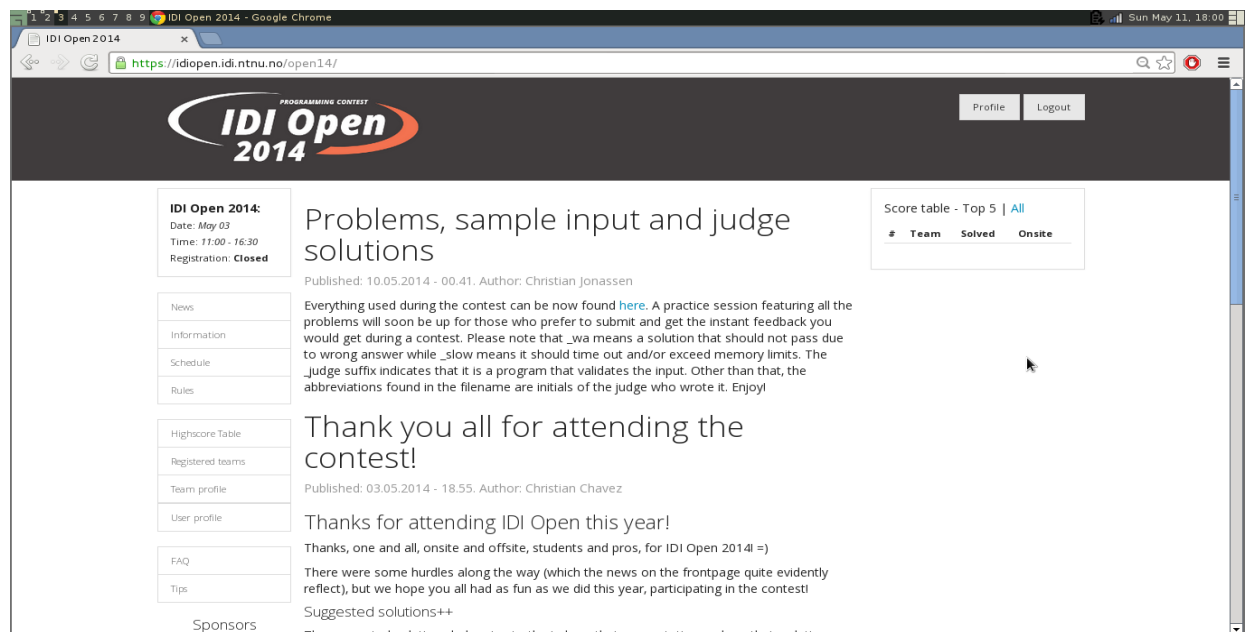 1 2 3 4 5 6 7 8 9 IDI Open 2014 - Google Chrome
Sun May 11, 18:00
IDI Open 2014 ×
https://idiopen.idi.ntnu.no/open14/
PROGRAMMING CONTEST
IDI Open
2014
Profile Logout
IDI Open 2014:
Date: May 03
Time: 11:00 - 16:30
Registration: Closed
News
Information
Schedule
Rules
Highscore Table
Registered teams
Team profile
User profile
FAQ
Tips
Sponsors
Problems, sample input and judge
solutions
Published: 10.05.2014 - 00.41. Author: Christian Jonassen
Everything used during the contest can be now found here. A practice session featuring all the
problems will soon be up for those who prefer to submit and get the instant feedback you
would get during a contest. Please note that _wa means a solution that should not pass due
to wrong answer while _slow means it should time out and/or exceed memory limits. The
_judge suffix indicates that it is a program that validates the input. Other than that, the
abbreviations found in the filename are initials of the judge who wrote it. Enjoy!
Thank you all for attending the
contest!
Published: 03.05.2014 - 18.55. Author: Christian Chavez
Thanks for attending IDI Open this year!
Thanks, one and all, onsite and offsite, students and pros, for IDI Open 2014! =)
There were some hurdles along the way (which the news on the frontpage quite evidently
reflect), but we hope you all had as fun as we did this year, participating in the contest!
Suggested solutions++
Score table - Top 5 | All
# Team Solved Onsite